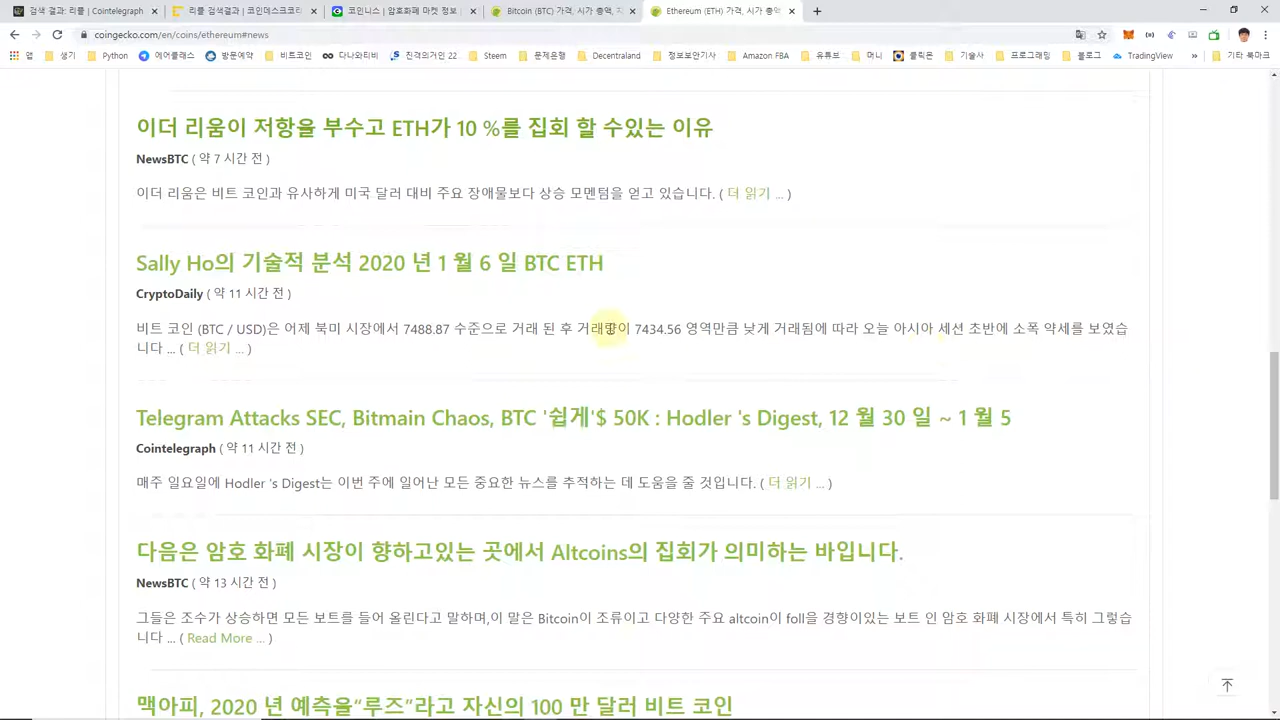 검색 결과: 리플 | Cointelegraph
리플 검색결과 | 코인데스크코리
코인니스 | 암호화폐 마켓 정보
Bitcoin (BTC) 가격, 시가 총액, 지
Ethereum (ETH) 가격, 시가 총액
coingecko.com/en/coins/ethereum#news
앱 생기 Python 에어클래스 방문예약 비트코인 다나와티비 진격의거인 22 Steem 문제은행 Decentraland 정보보안기사 Amazon FBA 유튜브 머니 클릭온 기술사 프로그래밍 블로그 TradingView » 기타 북마크
이더 리움이 저항을 부수고 ETH가 10 %를 집회 할 수있는 이유
NewsBTC ( 약 7 시간 전 )
이더 리움은 비트 코인과 유사하게 미국 달러 대비 주요 장애물보다 상승 모멘텀을 얻고 있습니다. ( 더 읽기 ... )
Sally Ho의 기술적 분석 2020 년 1 월 6 일 BTC ETH
CryptoDaily ( 약 11 시간 전 )
비트 코인 (BTC / USD)은 어제 북미 시장에서 7488.87 수준으로 거래 된 후 거래량이 7434.56 영역만큼 낮게 거래됨에 따라 오늘 아시아 세션 초반에 소폭 약세를 보였습
니다 ... ( 더 읽기 ... )
Telegram Attacks SEC, Bitmain Chaos, BTC '쉽게'$ 50K : Hodler 's Digest, 12 월 30 일 ~ 1 월 5
Cointelegraph ( 약 11 시간 전 )
매주 일요일에 Hodler 's Digest는 이번 주에 일어난 모든 중요한 뉴스를 추적하는 데 도움을 줄 것입니다. ( 더 읽기 ... )
다음은 암호 화폐 시장이 향하고있는 곳에서 Altcoins의 집회가 의미하는 바입니다.
NewsBTC ( 약 13 시간 전 )
그들은 조수가 상승하면 모든 보트를 들어 올린다고 말하며,이 말은 Bitcoin이 조류이고 다양한 주요 altcoin이 foll을 경향이있는 보트 인 암호 화폐 시장에서 특히 그렇습
니다 ... ( Read More ... )
맥아피, 2020 년 예측을“루즈”라고 자신의 100 만 달러 비트 코인